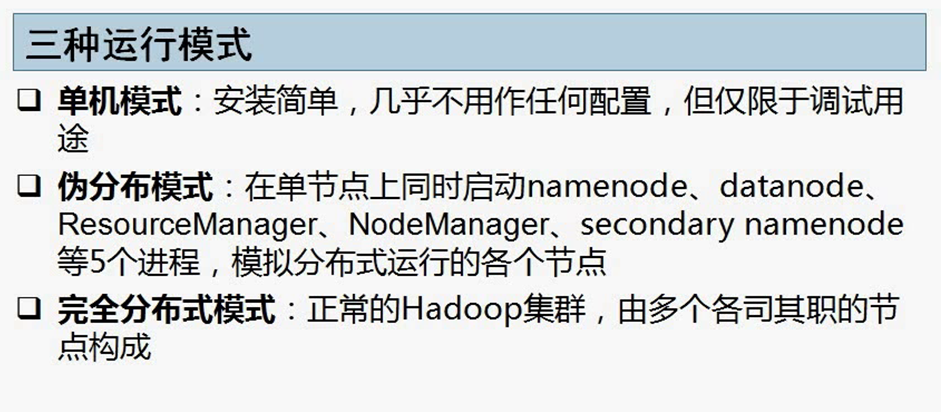 三种运行模式
❑ 单机模式：安装简单，几乎不用作任何配置，但仅限于调试用
途
❑ 伪分布模式：在单节点上同时启动namenode、datanode、
ResourceManager、NodeManager、secondary namenode
等5个进程，模拟分布式运行的各个节点
❑ 完全分布式模式：正常的Hadoop集群，由多个各司其职的节
点构成